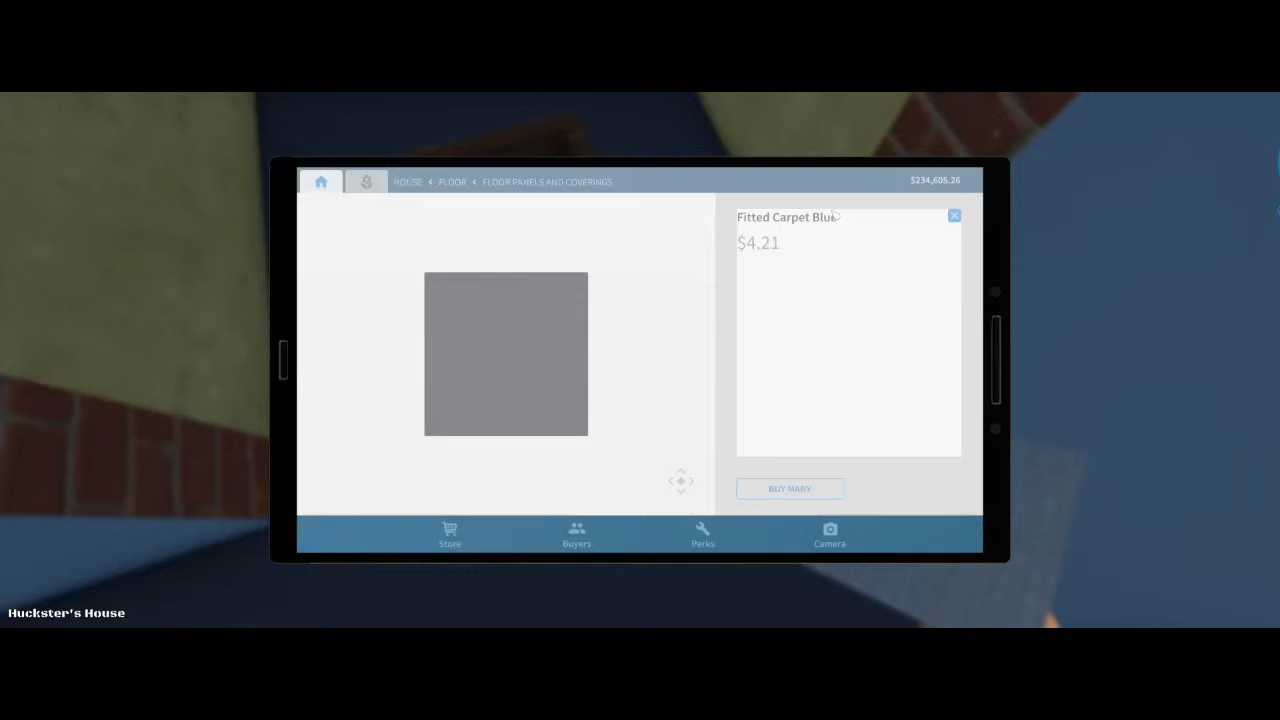 HOUSE < FLOOR < FLOOR PANELS AND COVERINGS
$234,605.26
Fitted Carpet Blue
$4.21
BUY MANY
Store
Buyers
Perks
Camera
Huckster's House